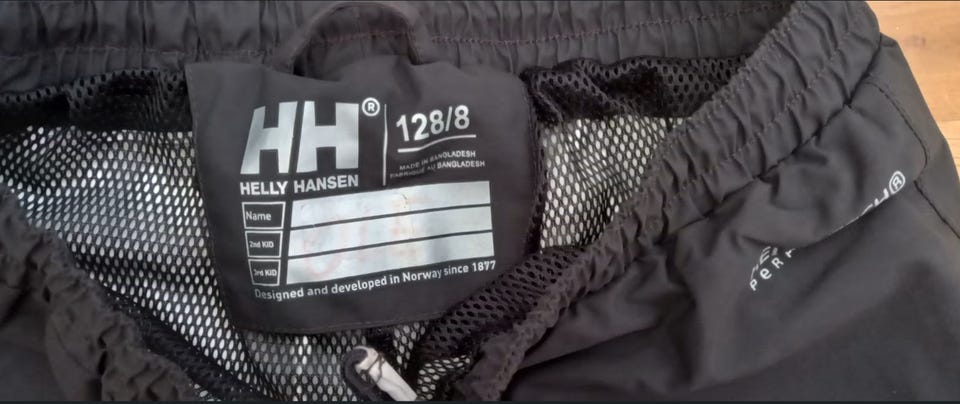 HH®
128/8
MADE IN BANGLADESH
FABRIQUÉ AU BANGLADESH
HELLY HANSEN
Name
2nd KID
3rd KID
Designed and developed in Norway since 1877